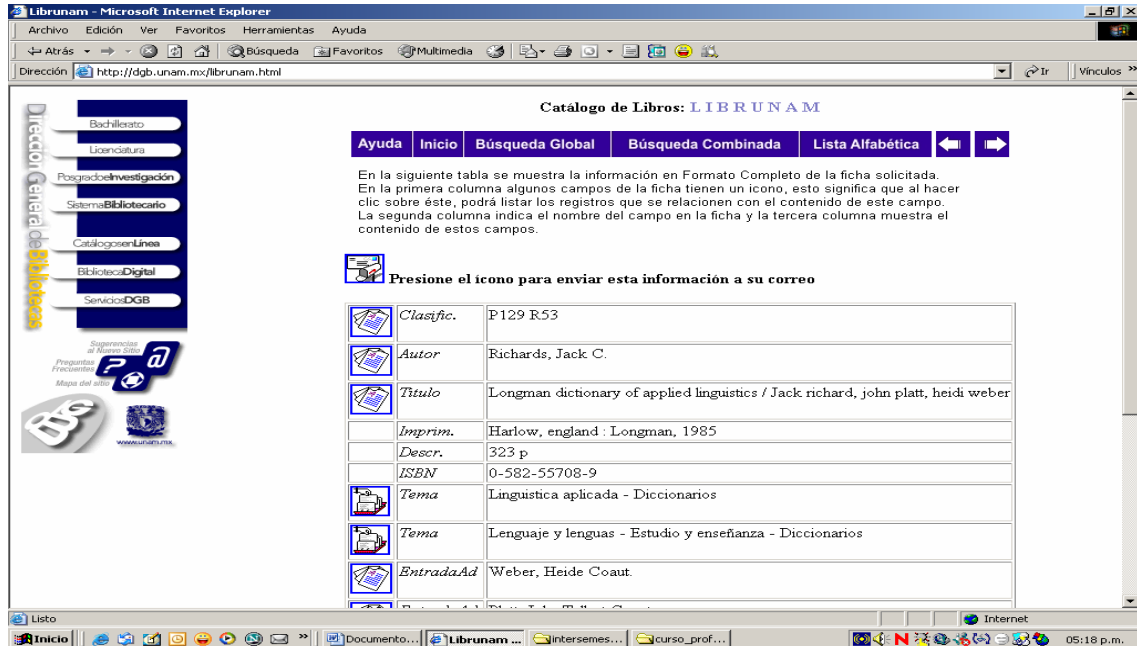 Librunam - Microsoft Internet Explorer
Archivo Edición Ver Favoritos Herramientas Ayuda
Atrás Búsqueda Favoritos Multimedia
Dirección http://dgb.unam.mx/librunam.html Ir Vínculos »
Dirección General de Bibliotecas
Bachillerato
Licenciatura
PosgradoeInvestigación
SistemaBibliotecario
CatálogosenLínea
BibliotecaDigital
ServiciosDGB
Sugerencias
al Nuevo Sitio
Preguntas
Frecuentes
Mapa del sitio
www.unam.mx
Catálogo de Libros: L I B R U N A M
Ayuda Inicio Búsqueda Global Búsqueda Combinada Lista Alfabética
En la siguiente tabla se muestra la información en Formato Completo de la ficha solicitada.
En la primera columna algunos campos de la ficha tienen un icono, esto significa que al hacer
clic sobre éste, podrá listar los registros que se relacionen con el contenido de este campo.
La segunda columna indica el nombre del campo en la ficha y la tercera columna muestra el
contenido de estos campos.
Presione el ícono para enviar esta información a su correo
Clasific. P129 R53
Autor Richards, Jack C.
Titulo Longman dictionary of applied linguistics / Jack richard, john platt, heidi weber
Imprim. Harlow, england : Longman, 1985
Descr. 323 p
ISBN 0-582-55708-9
Tema Linguistica aplicada - Diccionarios
Tema Lenguaje y lenguas - Estudio y enseñanza - Diccionarios
EntradaAd Weber, Heide Coaut.
Listo Internet
Inicio » Documento... Librunam ... intersemes... curso_prof... 05:18 p.m.